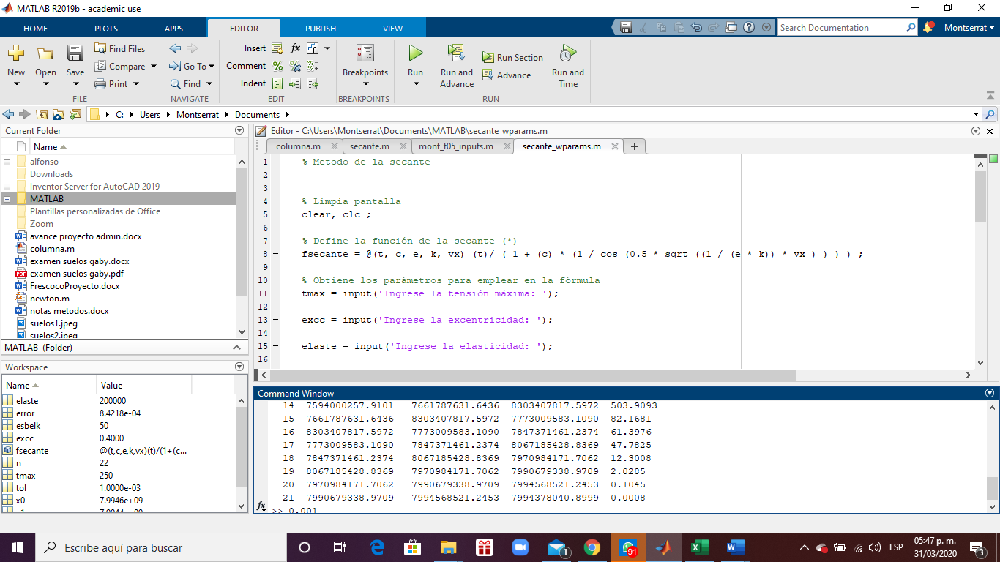 MATLAB R2019b - academic use
HOME PLOTS APPS EDITOR PUBLISH VIEW Search Documentation Montserrat
New Open Save Find Files Compare Print
FILE
Go To Find
NAVIGATE
Insert fx
Comment
Indent
EDIT
Breakpoints
BREAKPOINTS
Run Run and Advance Run Section Advance Run and Time
RUN
C: Users Montserrat Documents
Current Folder
Name
alfonso
Downloads
Inventor Server for AutoCAD 2019
MATLAB
Plantillas personalizadas de Office
Zoom
avance proyecto admin.docx
columna.m
examen suelos gaby.docx
examen suelos gaby.pdf
FrescocoProyecto.docx
newton.m
notas metodos.docx
suelos1.jpeg
suelos2.jpeg
MATLAB (Folder)
Workspace
Name Value
elaste 200000
error 8.4218e-04
esbelk 50
excc 0.4000
fsecante @(t,c,e,k,vx)(t)/(1+(c...
n 22
tmax 250
tol 1.0000e-03
x0 7.9946e+09
Editor - C:\Users\Montserrat\Documents\MATLAB\secante_wparams.m
columna.m secante.m mont_t05_inputs.m secante_wparams.m +
1 % Metodo de la secante
2
3
4 % Limpia pantalla
5 clear, clc ;
6
7 % Define la función de la secante (*)
8 fsecante = @(t, c, e, k, vx) (t)/ ( 1 + (c) * (1 / cos (0.5 * sqrt ((1 / (e * k)) * vx ) ) ) ) ;
9
10 % Obtiene los parámetros para emplear en la fórmula
11 tmax = input('Ingrese la tensión máxima: ');
12
13 excc = input('Ingrese la excentricidad: ');
14
15 elaste = input('Ingrese la elasticidad: ');
16
Command Window
14 7594000257.9101 7661787631.6436 8303407817.5972 503.9093
15 7661787631.6436 8303407817.5972 7773009583.1090 82.1681
16 8303407817.5972 7773009583.1090 7847371461.2374 61.3976
17 7773009583.1090 7847371461.2374 8067185428.8369 47.7825
18 7847371461.2374 8067185428.8369 7970984171.7062 12.3008
19 8067185428.8369 7970984171.7062 7990679338.9709 2.0285
20 7970984171.7062 7990679338.9709 7994568521.2453 0.1045
21 7990679338.9709 7994568521.2453 7994378040.8999 0.0008
fx >> 0.001
Escribe aquí para buscar
1 91 ESP 05:47 p. m.
31/03/2020 3